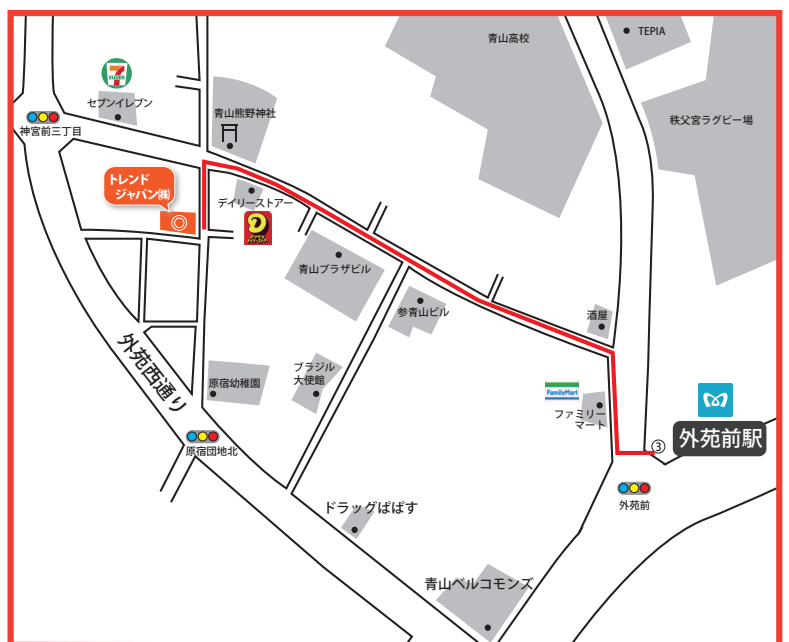 青山高校
TEPIA
7
ELEVEN
セブンイレブン
青山熊野神社
秩父宮ラグビー場
神宮前三丁目
トレンド
ジャパン㈱
デイリーストアー
青山プラザビル
参青山ビル
酒屋
外苑西通り
原宿幼稚園
ブラジル
大使館
FamilyMart
ファミリー
マート
外苑前駅
③
原宿団地北
外苑前
ドラッグぱぱす
青山ベルコモンズ